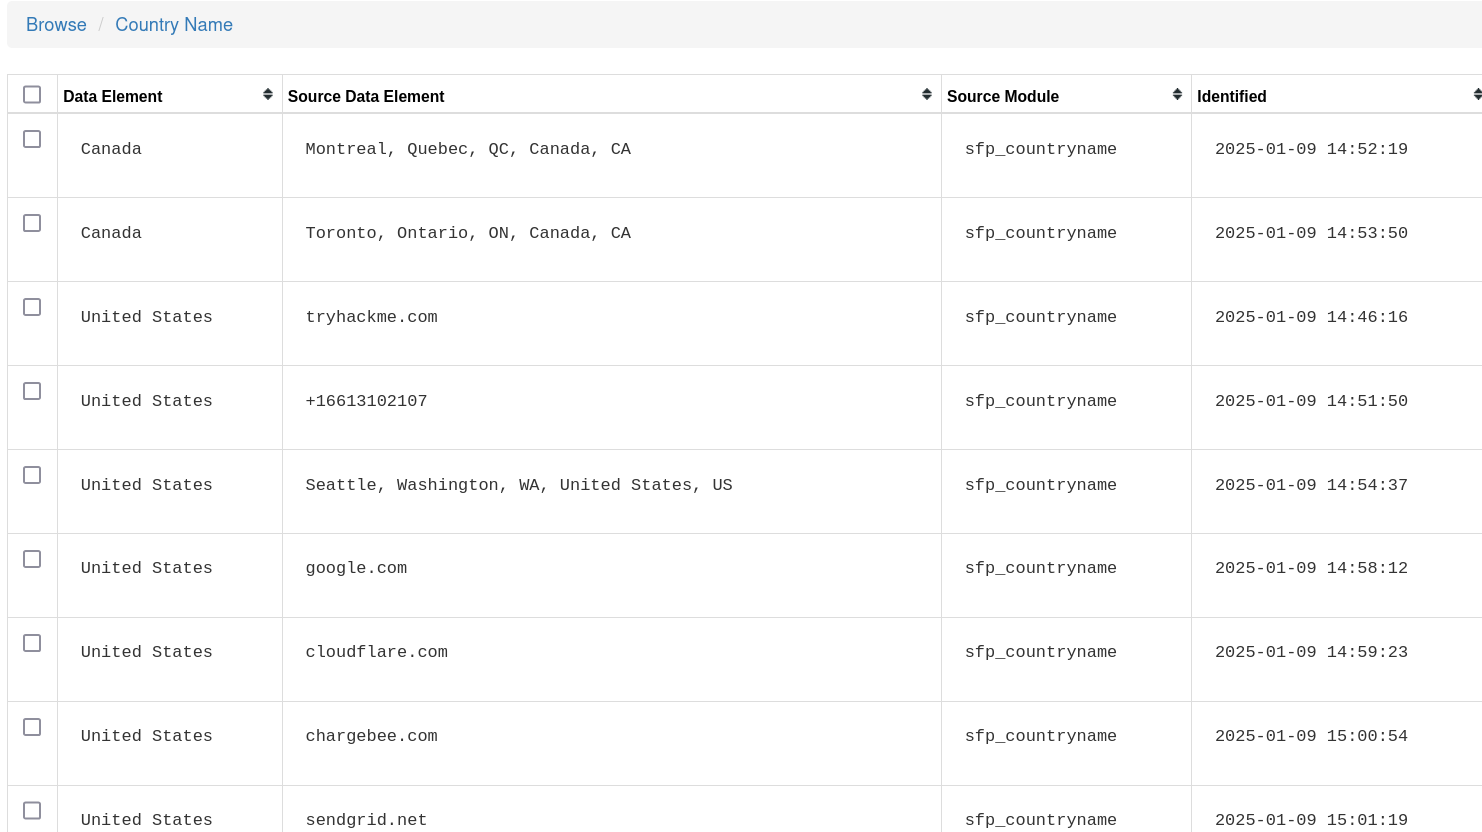 Browse / Country Name
Data Element Source Data Element Source Module Identified
Canada Montreal, Quebec, QC, Canada, CA sfp_countryname 2025-01-09 14:52:19
Canada Toronto, Ontario, ON, Canada, CA sfp_countryname 2025-01-09 14:53:50
United States tryhackme.com sfp_countryname 2025-01-09 14:46:16
United States +16613102107 sfp_countryname 2025-01-09 14:51:50
United States Seattle, Washington, WA, United States, US sfp_countryname 2025-01-09 14:54:37
United States google.com sfp_countryname 2025-01-09 14:58:12
United States cloudflare.com sfp_countryname 2025-01-09 14:59:23
United States chargebee.com sfp_countryname 2025-01-09 15:00:54
United States sendgrid.net sfp_countryname 2025-01-09 15:01:19